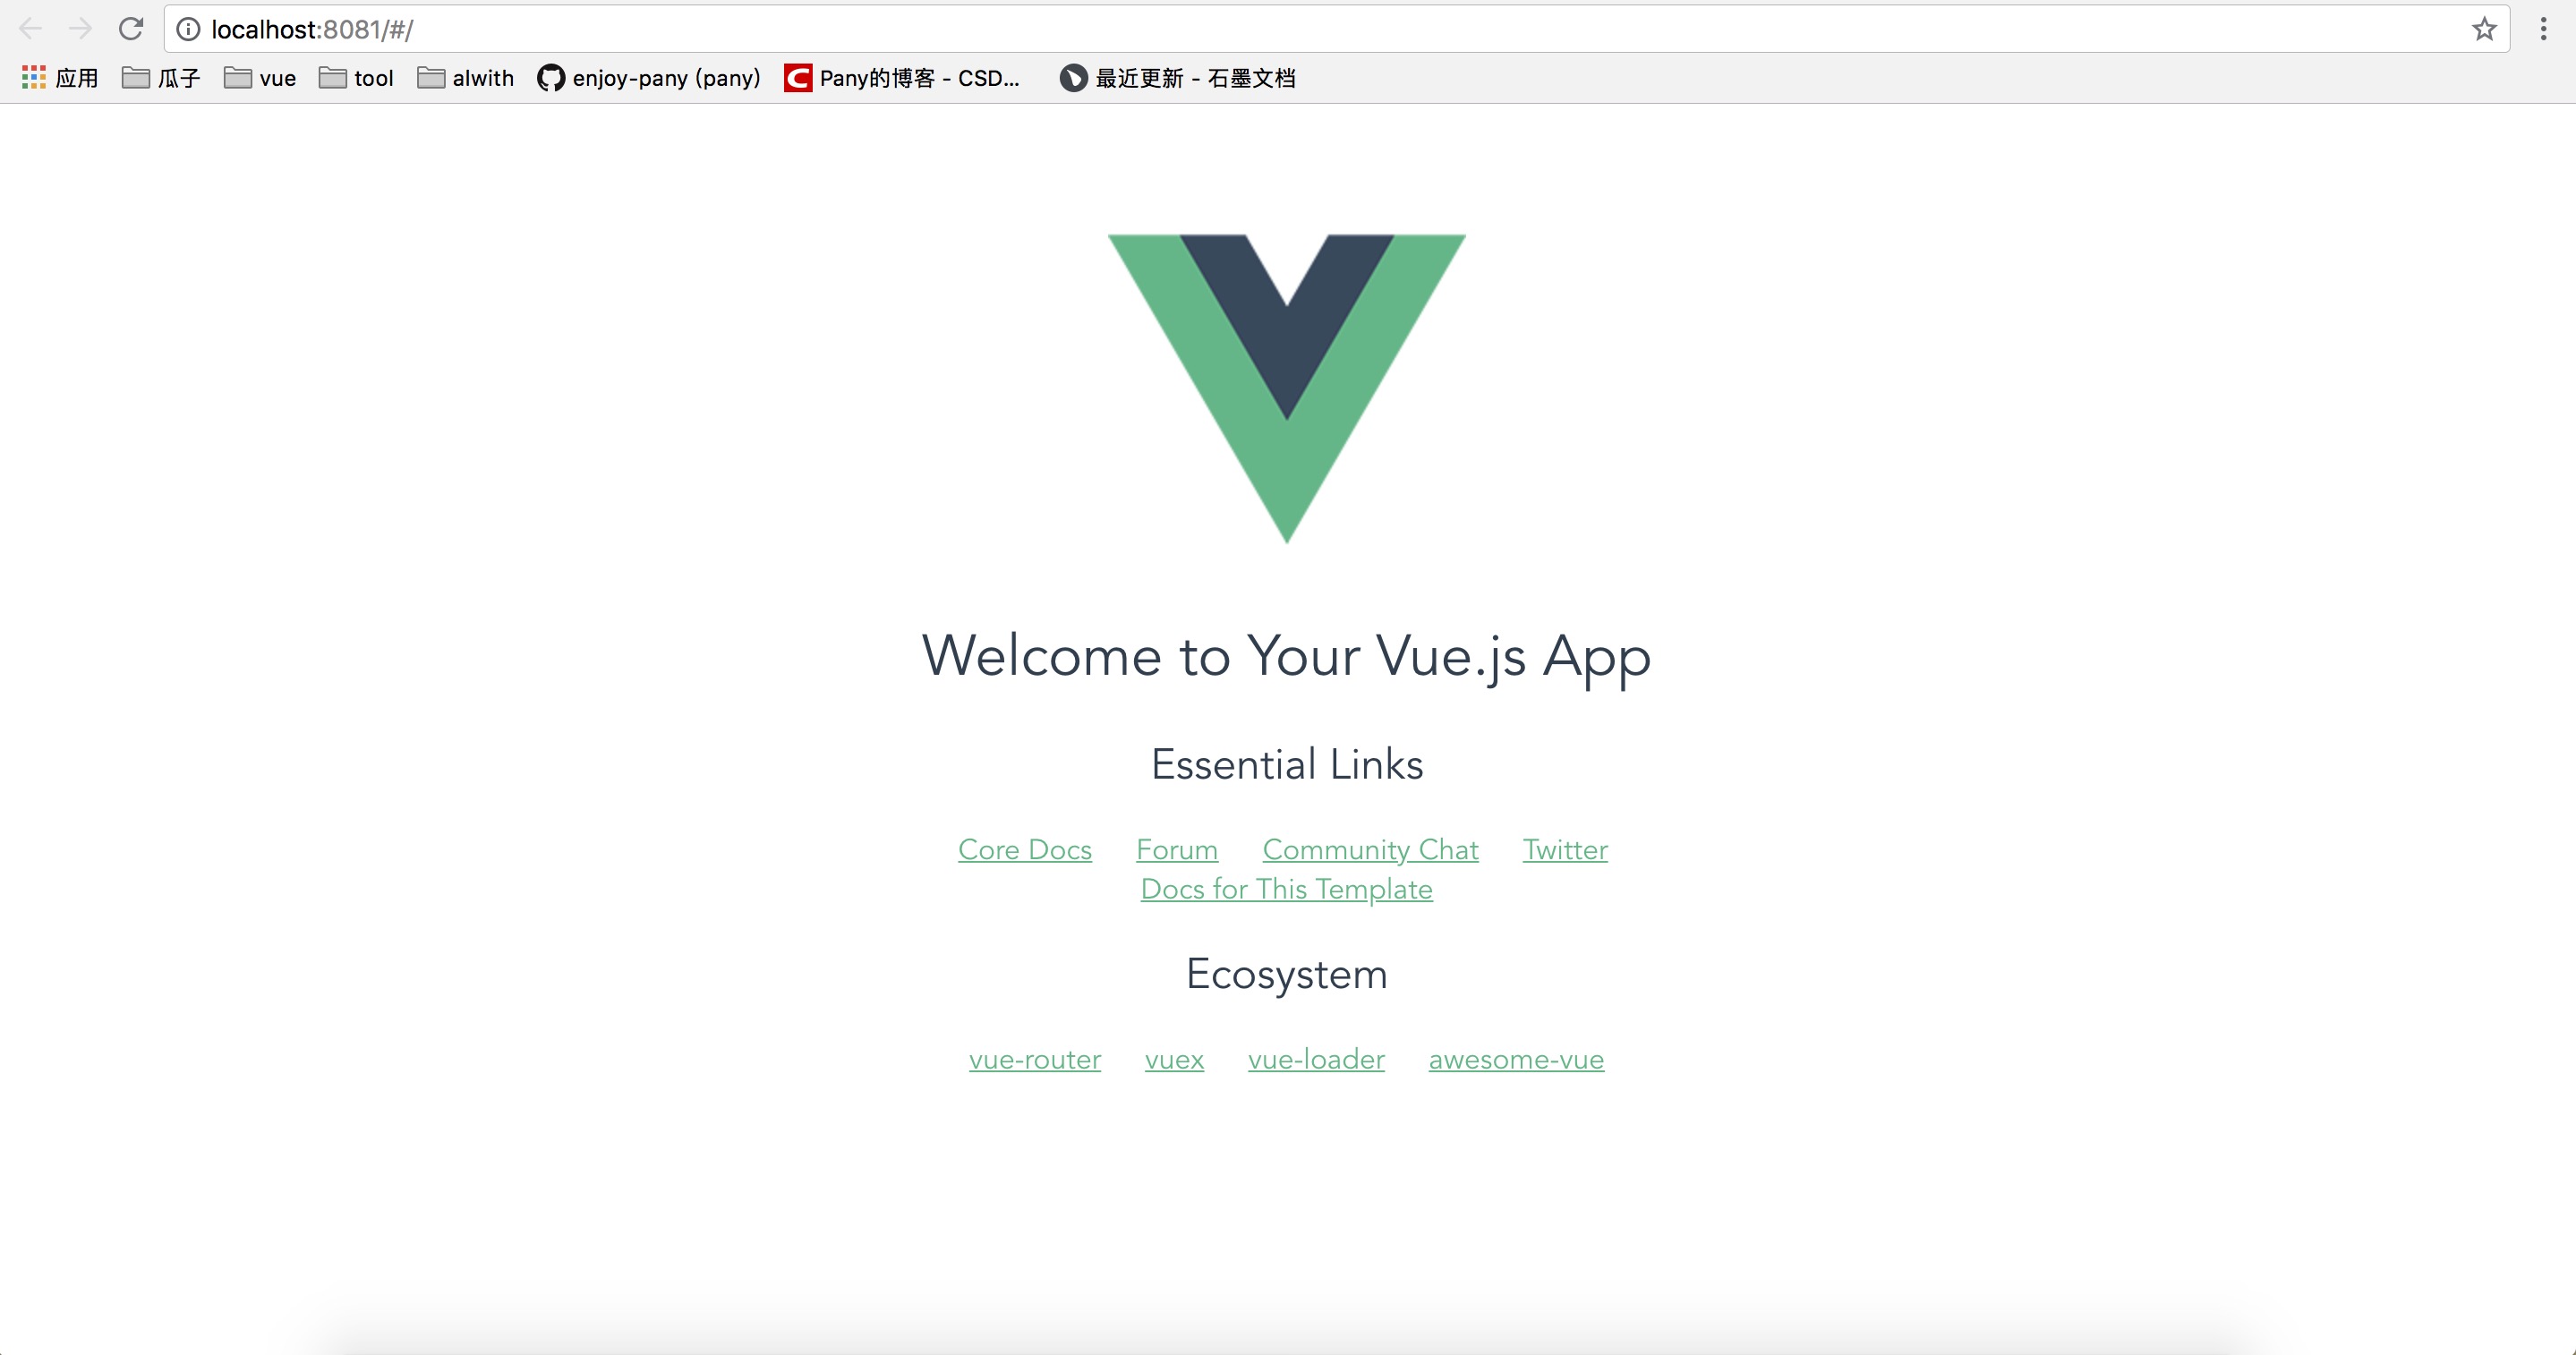 localhost:8081/#/
应用 瓜子 vue tool alwith enjoy-pany (pany) Pany的博客 - CSD... 最近更新 - 石墨文档
Welcome to Your Vue.js App
Essential Links
Core Docs Forum Community Chat Twitter
Docs for This Template
Ecosystem
vue-router vuex vue-loader awesome-vue